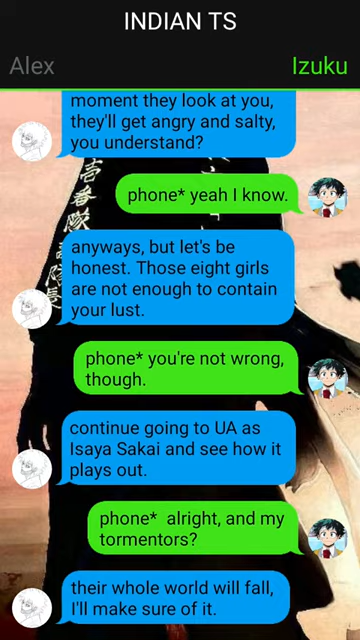 INDIAN TS
Alex
Izuku
moment they look at you,
they'll get angry and salty,
you understand?
phone* yeah I know.
anyways, but let's be
honest. Those eight girls
are not enough to contain
your lust.
phone* you're not wrong,
though.
continue going to UA as
Isaya Sakai and see how it
plays out.
phone*  alright, and my
tormentors?
their whole world will fall,
I'll make sure of it.
壱番隊